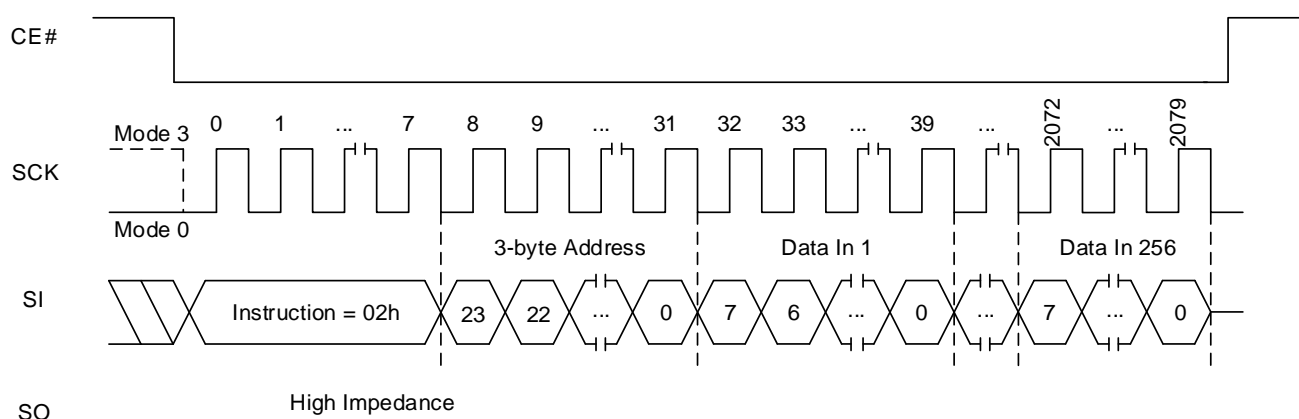 CE#
SCK
Mode 3
Mode 0
0 1 ... 7 8 9 ... 31 32 33 ... 39 ... 2072 ... 2079
3-byte Address Data In 1 Data In 256
SI
Instruction = 02h 23 22 ... 0 7 6 ... 0 ... 7 ... 0
SO
High Impedance